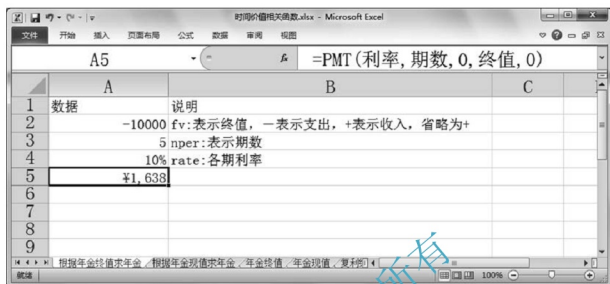 时间价值相关函数.xlsx - Microsoft Excel
文件 开始 插入 页面布局 公式 数据 审阅 视图
A5 fx =PMT(利率,期数,0,终值,0)
A B C
1 数据 说明
2 -10000 fv:表示终值，－表示支出，+表示收入，省略为+
3 5 nper:表示期数
4 10% rate:各期利率
5 ¥1,638
6
7
8
9
根据年金终值求年金 根据年金现值求年金 年金终值 年金现值 复利
就绪 100%
所有